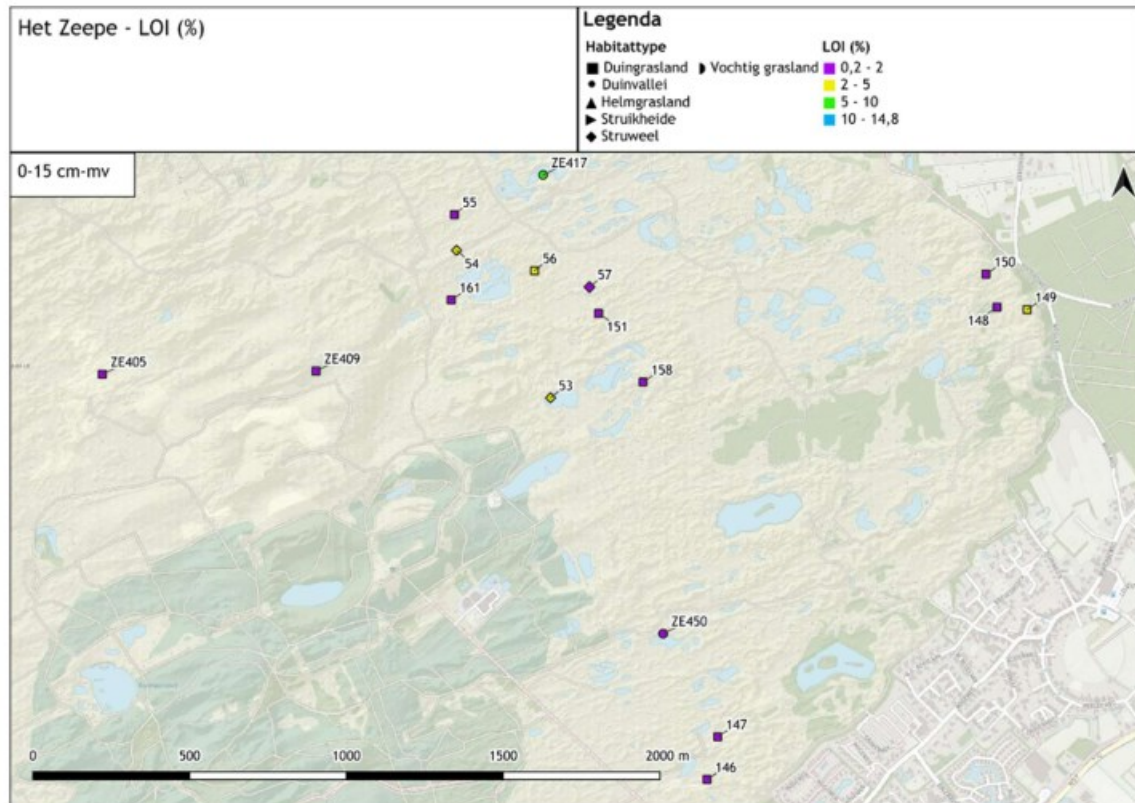 Het Zeepe - LOI (%)
Legenda
Habitattype
LOI (%)
Duingrasland
Vochtig grasland
0,2 - 2
Duinvallei
2 - 5
Helmgrasland
5 - 10
Struikheide
10 - 14,8
Struweel
0-15 cm-mv
ZE417
55
54
56
57
150
161
151
148
149
ZE405
ZE409
158
53
ZE450
147
146
0
500
1000
1500
2000 m